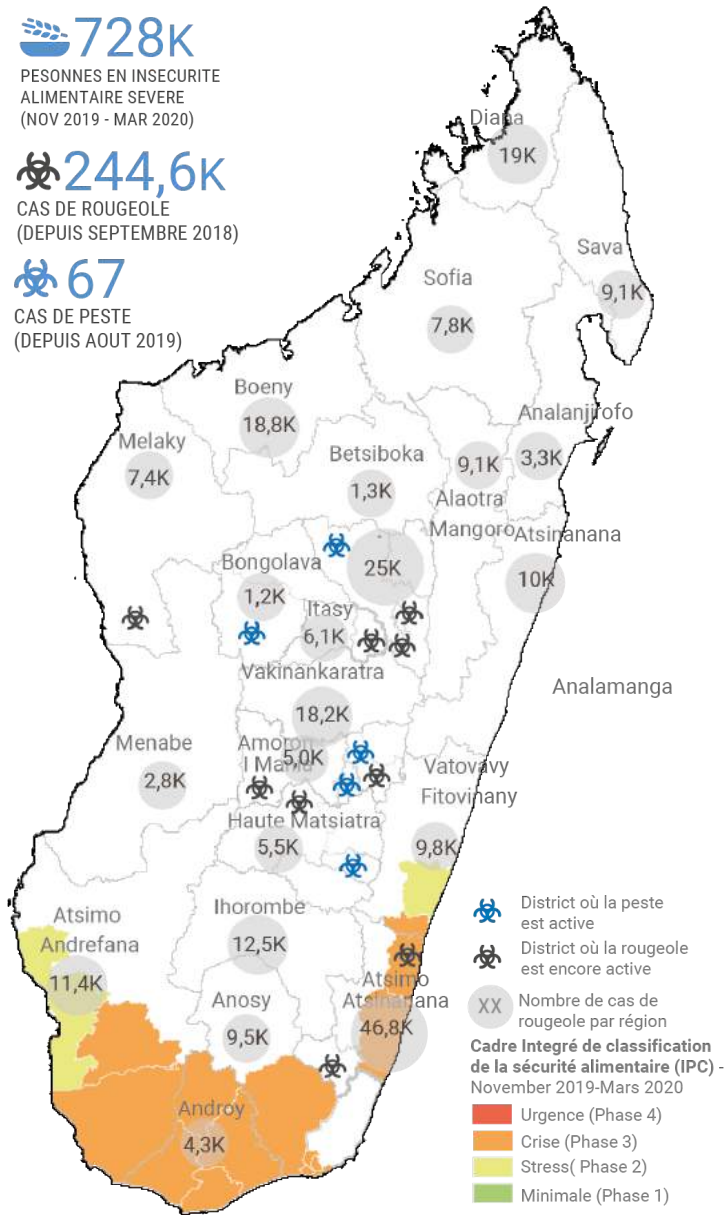 728K
PESONNES EN INSECURITE
ALIMENTAIRE SEVERE
(NOV 2019 - MAR 2020)
244,6K
CAS DE ROUGEOLE
(DEPUIS SEPTEMBRE 2018)
67
CAS DE PESTE
(DEPUIS AOUT 2019)
Diana
19K
Sava
9,1K
Sofia
7,8K
Boeny
18,8K
Analanjirofo
3,3K
Melaky
7,4K
Betsiboka
1,3K
9,1K
Alaotra
Mangoro
Atsinanana
10K
25K
Bongolava
1,2K
Itasy
6,1K
Vakinankaratra
18,2K
Analamanga
Menabe
2,8K
Amoron
I Mania
5,0K
Vatovavy
Fitovinany
9,8K
Haute Matsiatra
5,5K
Atsimo
Andrefana
11,4K
Ihorombe
12,5K
Atsimo
Atsinanana
46,8K
Anosy
9,5K
Androy
4,3K
District où la peste
est active
District où la rougeole
est encore active
XX
Nombre de cas de
rougeole par région
Cadre Integré de classification
de la sécurité alimentaire (IPC) -
November 2019-Mars 2020
Urgence (Phase 4)
Crise (Phase 3)
Stress( Phase 2)
Minimale (Phase 1)